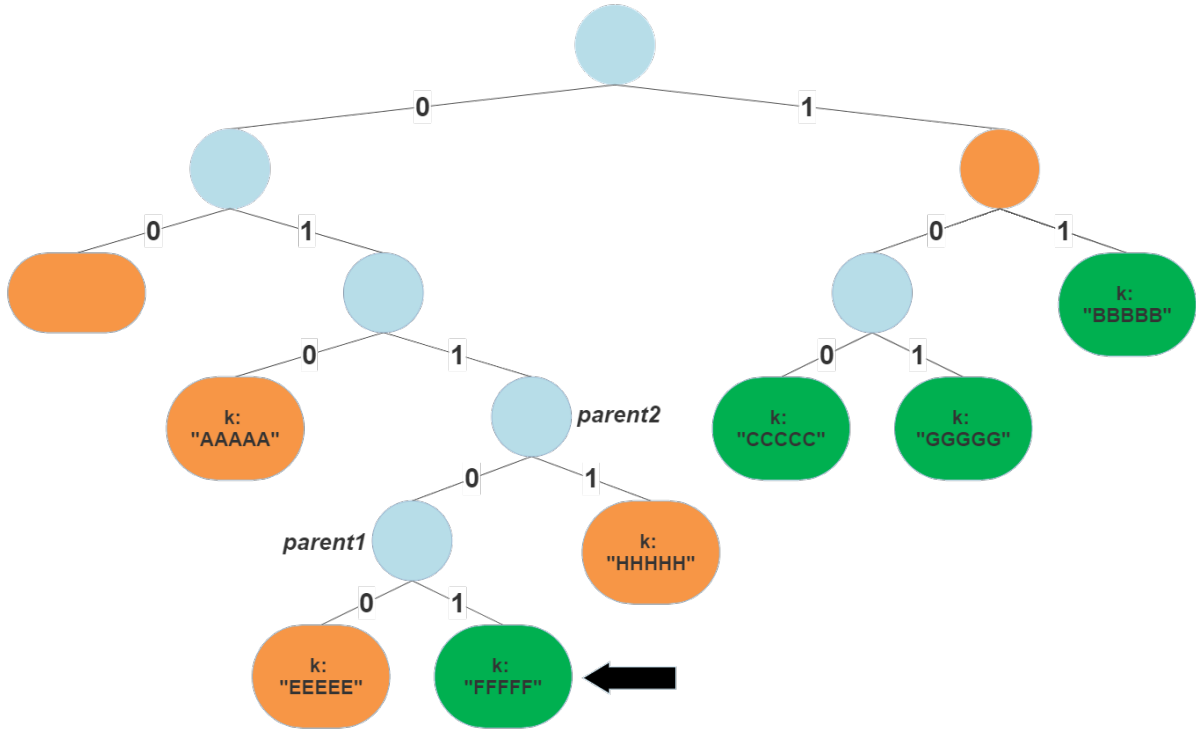 0
1
0
1
0
1
k:
"BBBBB"
0
1
0
1
k:
"AAAAA"
parent2
k:
"CCCCC"
k:
"GGGGG"
0
1
parent1
k:
"HHHHH"
0
1
k:
"EEEEE"
k:
"FFFFF"